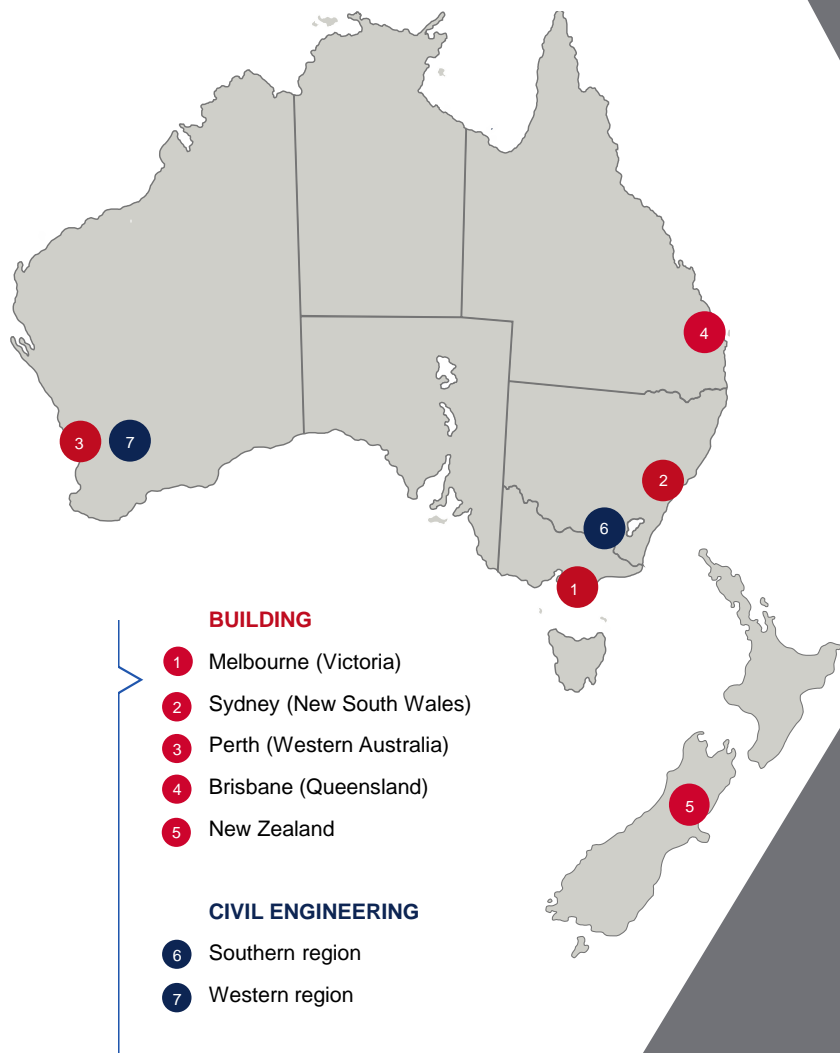 4
3
7
2
6
1
BUILDING
1 Melbourne (Victoria)
2 Sydney (New South Wales)
3 Perth (Western Australia)
4 Brisbane (Queensland)
5 New Zealand
5
CIVIL ENGINEERING
6 Southern region
7 Western region